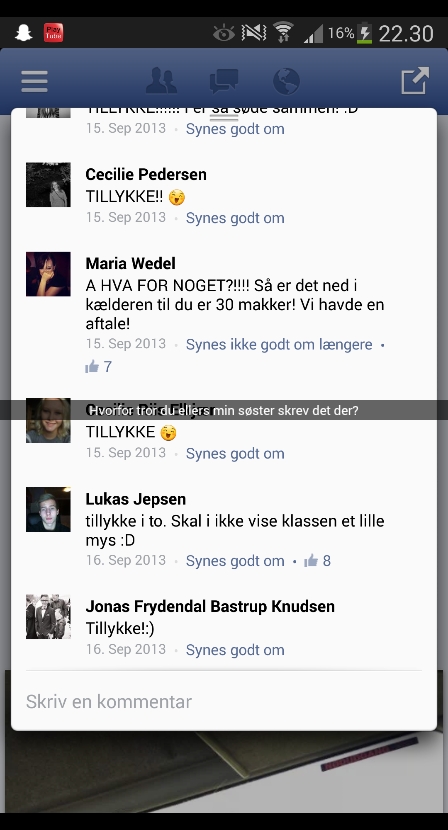 Play
Tube
16%
22.30
TILLYKKE!!!!!! I er så søde sammen! :D
15. Sep 2013 • Synes godt om
Cecilie Pedersen
TILLYKKE!! 😲
15. Sep 2013 • Synes godt om
Maria Wedel
A HVA FOR NOGET?!!!! Så er det ned i
kælderen til du er 30 makker! Vi havde en
aftale!
15. Sep 2013 • Synes ikke godt om længere •
7
Hvorfor tror du ellers min søster skrev det der?
TILLYKKE 😲
15. Sep 2013 • Synes godt om
Lukas Jepsen
tillykke i to. Skal i ikke vise klassen et lille
mys :D
16. Sep 2013 • Synes godt om • 8
Jonas Frydendal Bastrup Knudsen
Tillykke!:)
16. Sep 2013 • Synes godt om
Skriv en kommentar